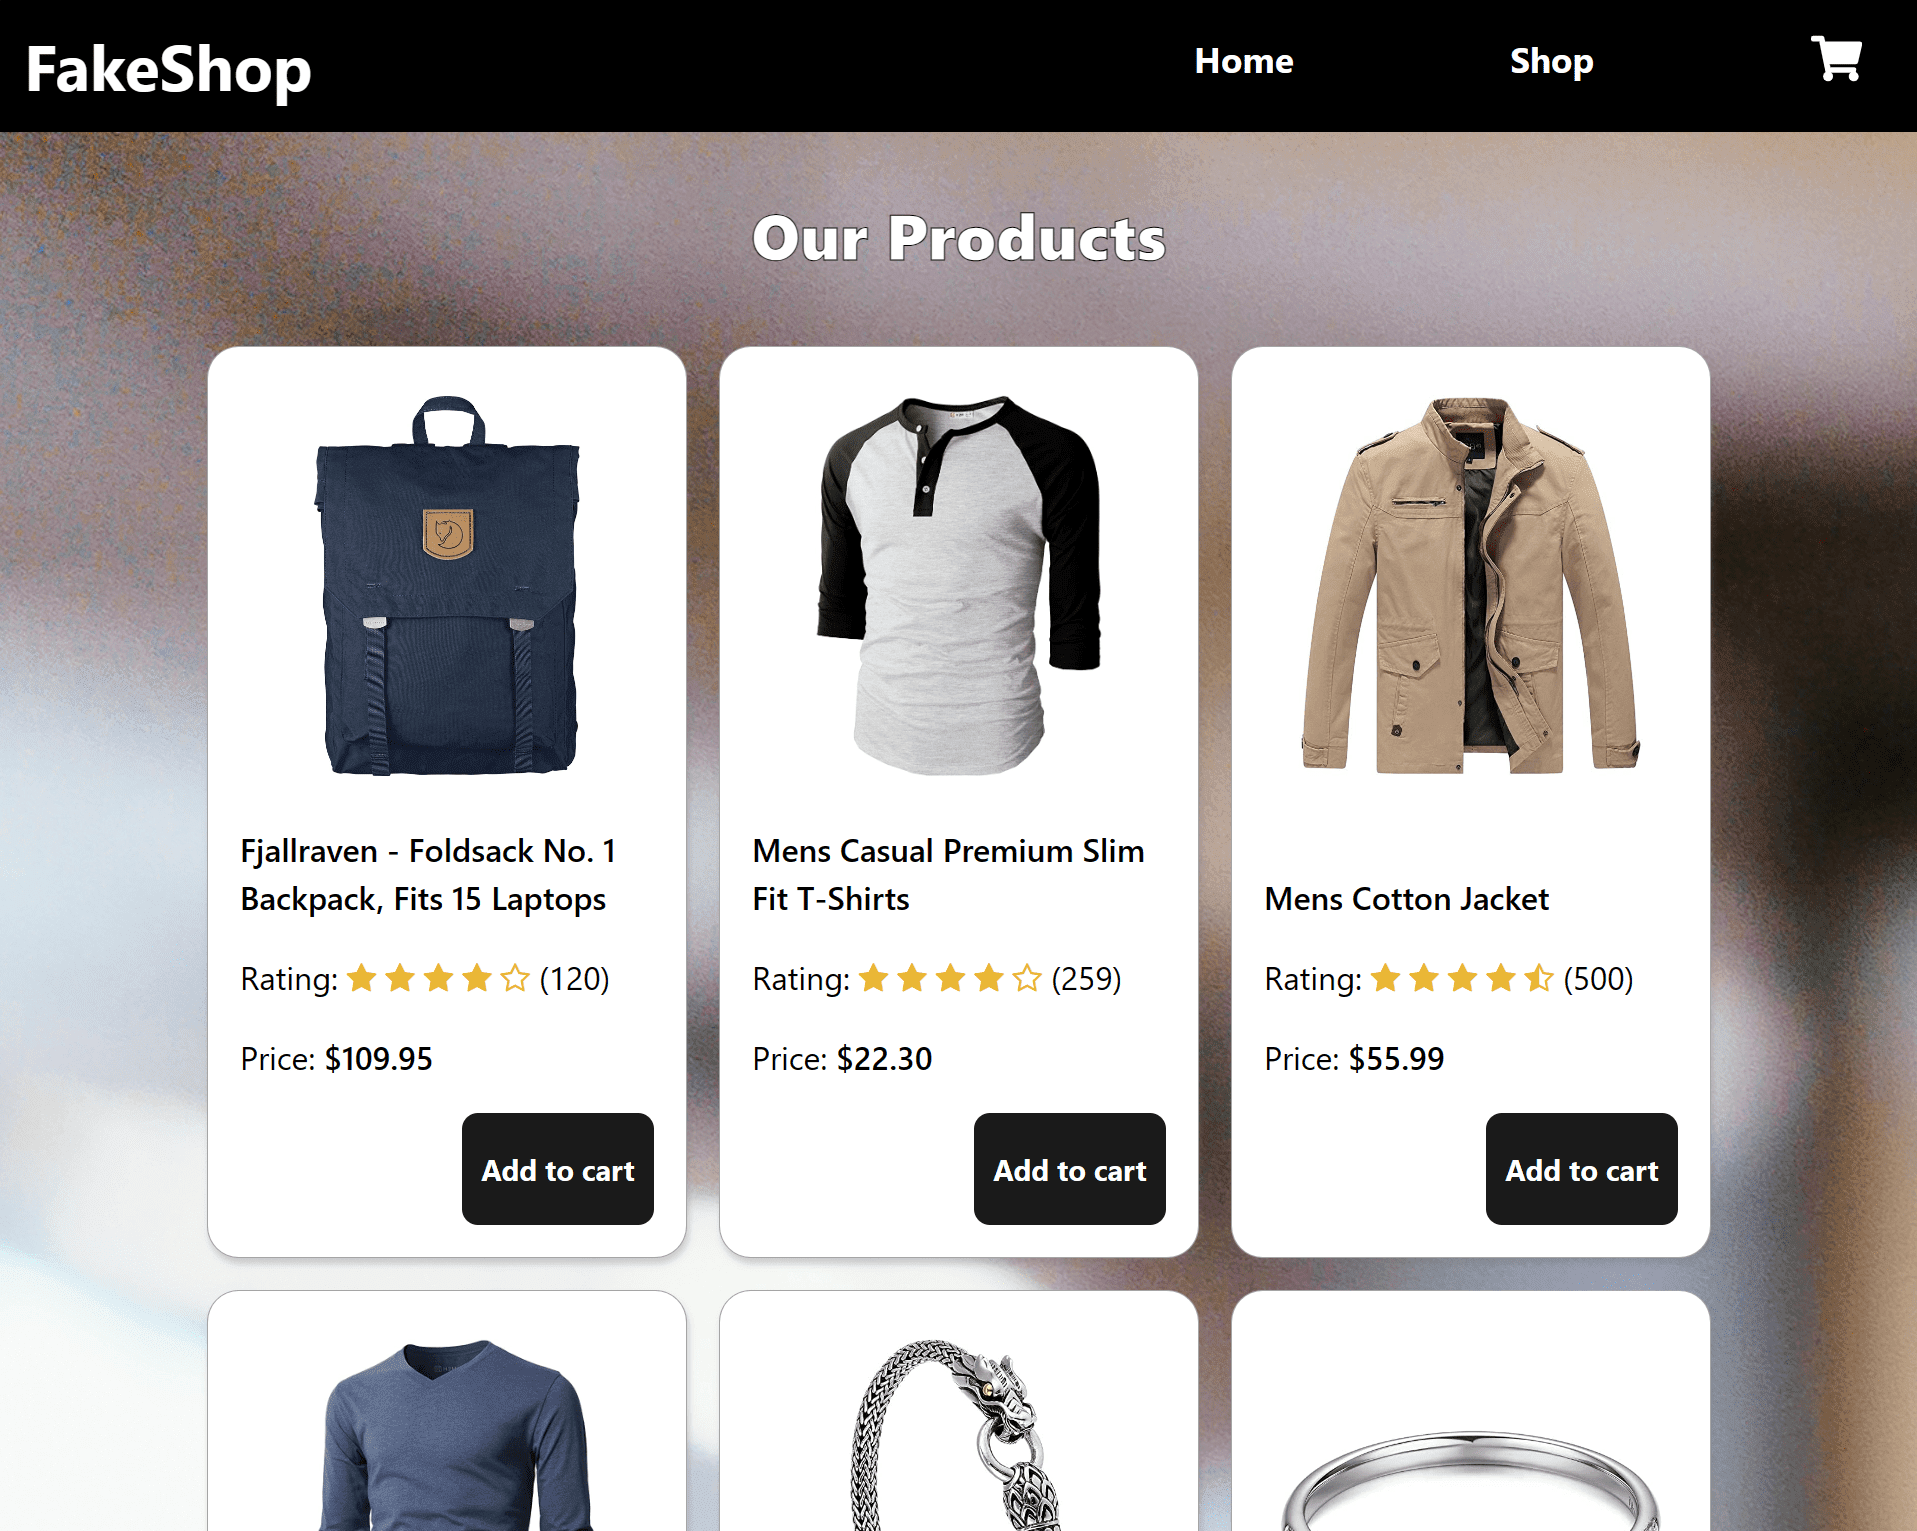 FakeShop
Home
Shop
Our Products
Fjallraven - Foldsack No. 1
Backpack, Fits 15 Laptops
Rating: (120)
Price: $109.95
Add to cart
Mens Casual Premium Slim
Fit T-Shirts
Rating: (259)
Price: $22.30
Add to cart
Mens Cotton Jacket
Rating: (500)
Price: $55.99
Add to cart